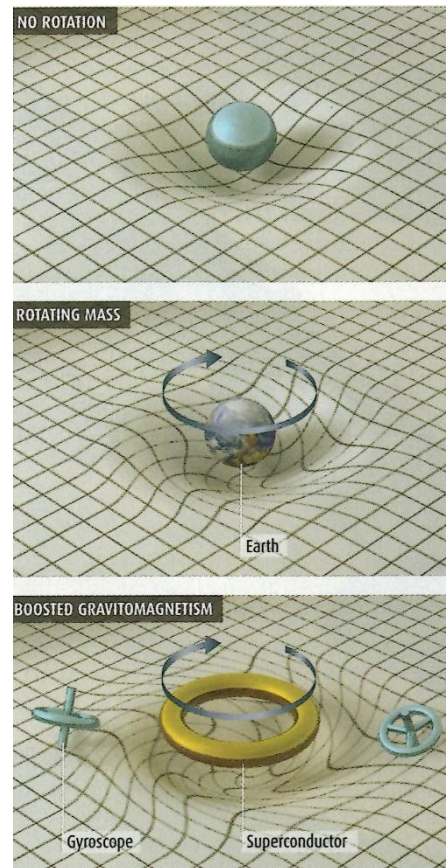 NO ROTATION
ROTATING MASS
Earth
BOOSTED GRAVITOMAGNETISM
Gyroscope
Superconductor